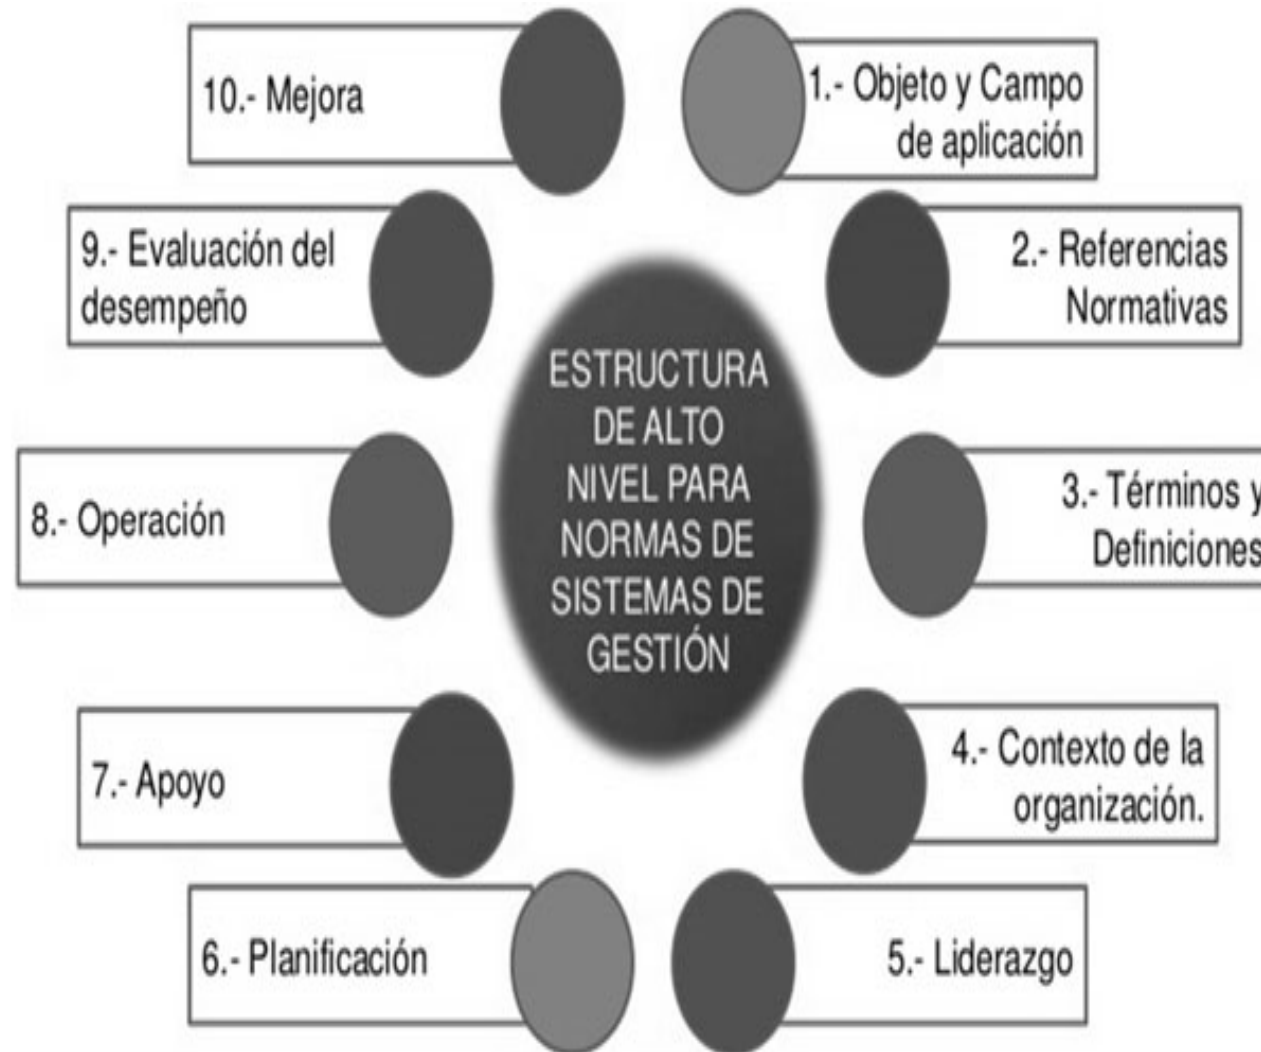 ESTRUCTURA
DE ALTO
NIVEL PARA
NORMAS DE
SISTEMAS DE
GESTIÓN
1.- Objeto y Campo
de aplicación
2.- Referencias
Normativas
3.- Términos y
Definiciones
4.- Contexto de la
organización.
5.- Liderazgo
6.- Planificación
7.- Apoyo
8.- Operación
9.- Evaluación del
desempeño
10.- Mejora